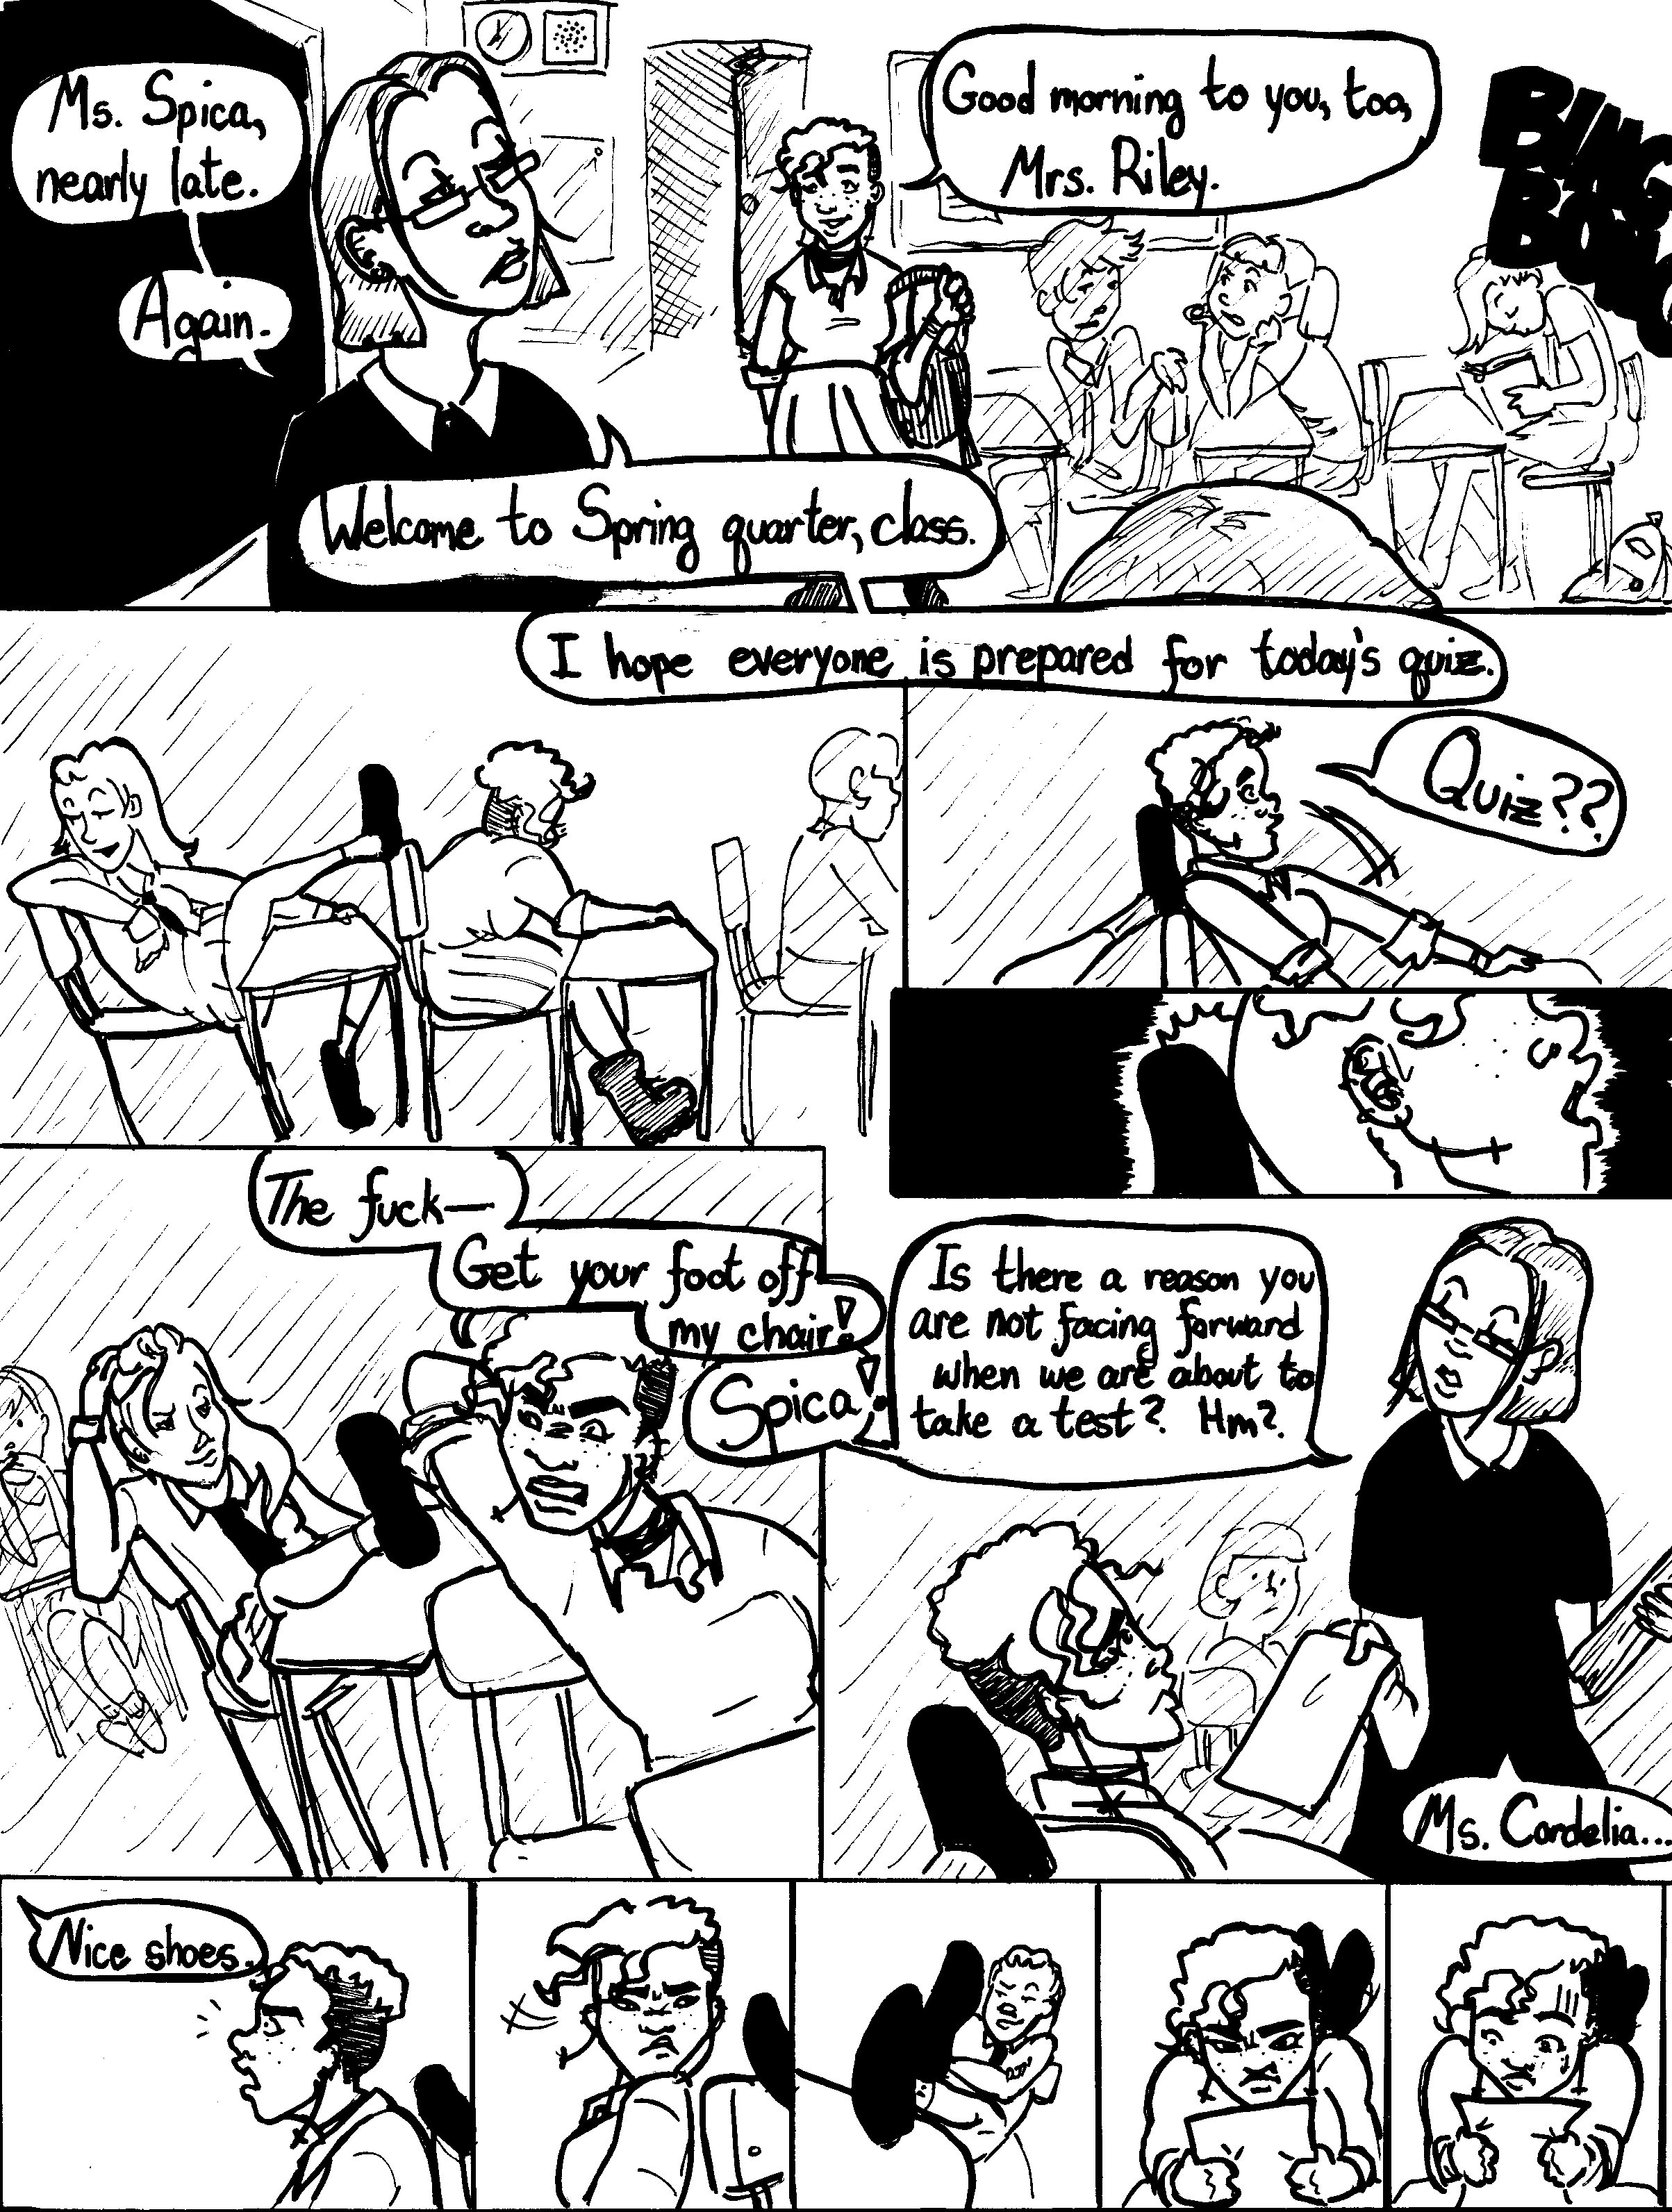 Ms. Spica,
nearly late.
Again.
Good morning to you, too,
Mrs. Riley.
BING
BONG
Welcome to Spring quarter, class.
I hope everyone is prepared for today's quiz.
Quiz??
The fuck—
Get your foot off
my chair!
Spica!
Is there a reason you
are not facing forward
when we are about to
take a test? Hm?
Ms. Cordelia...
Nice shoes.